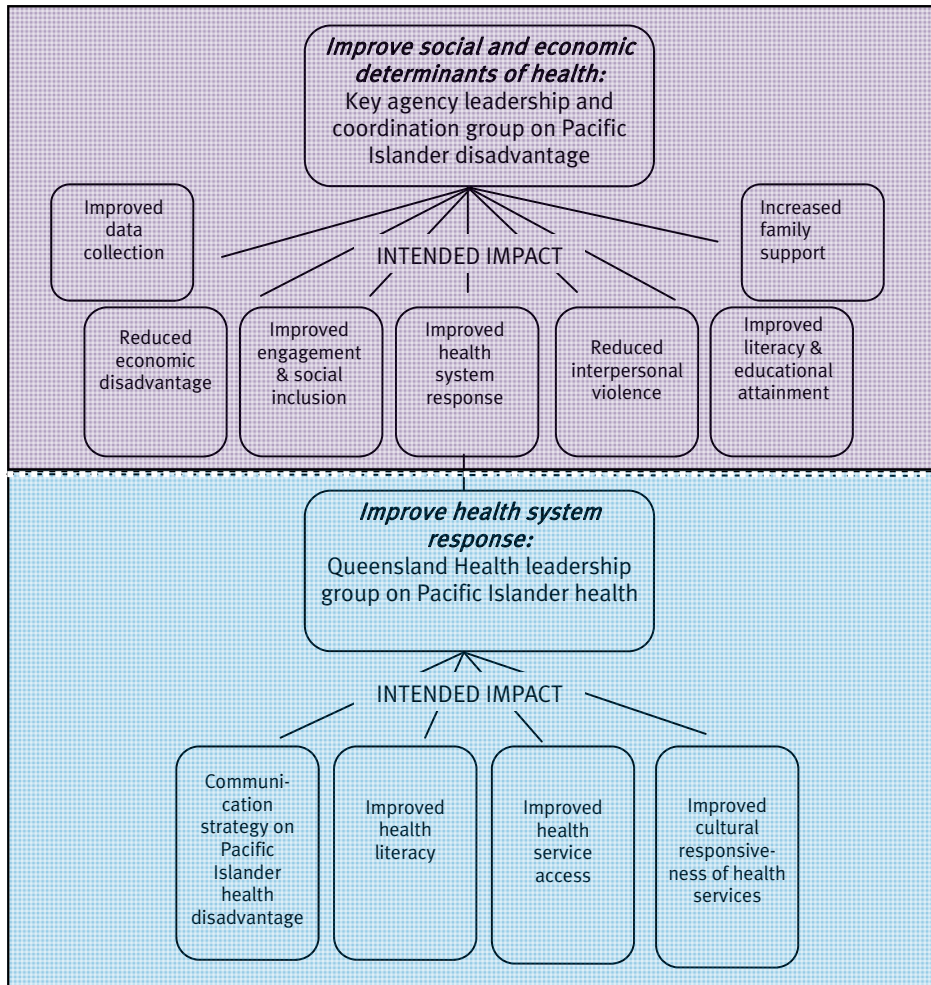 Improve social and economic
determinants of health:
Key agency leadership and
coordination group on Pacific
Islander disadvantage
Improved
data
collection
INTENDED IMPACT
Increased
family
support
Reduced
economic
disadvantage
Improved
engagement
& social
inclusion
Improved
health
system
response
Reduced
interpersonal
violence
Improved
literacy &
educational
attainment
Improve health system
response:
Queensland Health leadership
group on Pacific Islander health
INTENDED IMPACT
Communi-
cation
strategy on
Pacific
Islander
health
disadvantage
Improved
health
literacy
Improved
health
service
access
Improved
cultural
responsive-
ness of health
services